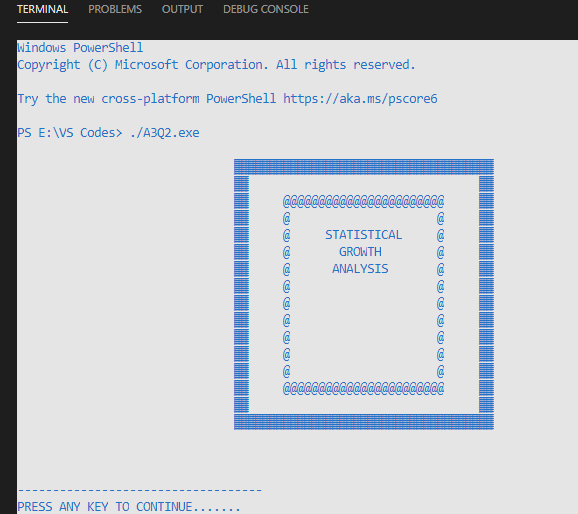 TERMINAL PROBLEMS OUTPUT DEBUG CONSOLE
Windows PowerShell
Copyright (C) Microsoft Corporation. All rights reserved.
Try the new cross-platform PowerShell https://aka.ms/pscore6
PS E:\VS Codes> ./A3Q2.exe
@@@@@@@@@@@@@@@@@@@@@@@
@ @
@ STATISTICAL @
@ GROWTH @
@ ANALYSIS @
@ @
@ @
@ @
@ @
@ @
@ @
@@@@@@@@@@@@@@@@@@@@@@@
-----------------------------------
PRESS ANY KEY TO CONTINUE.......